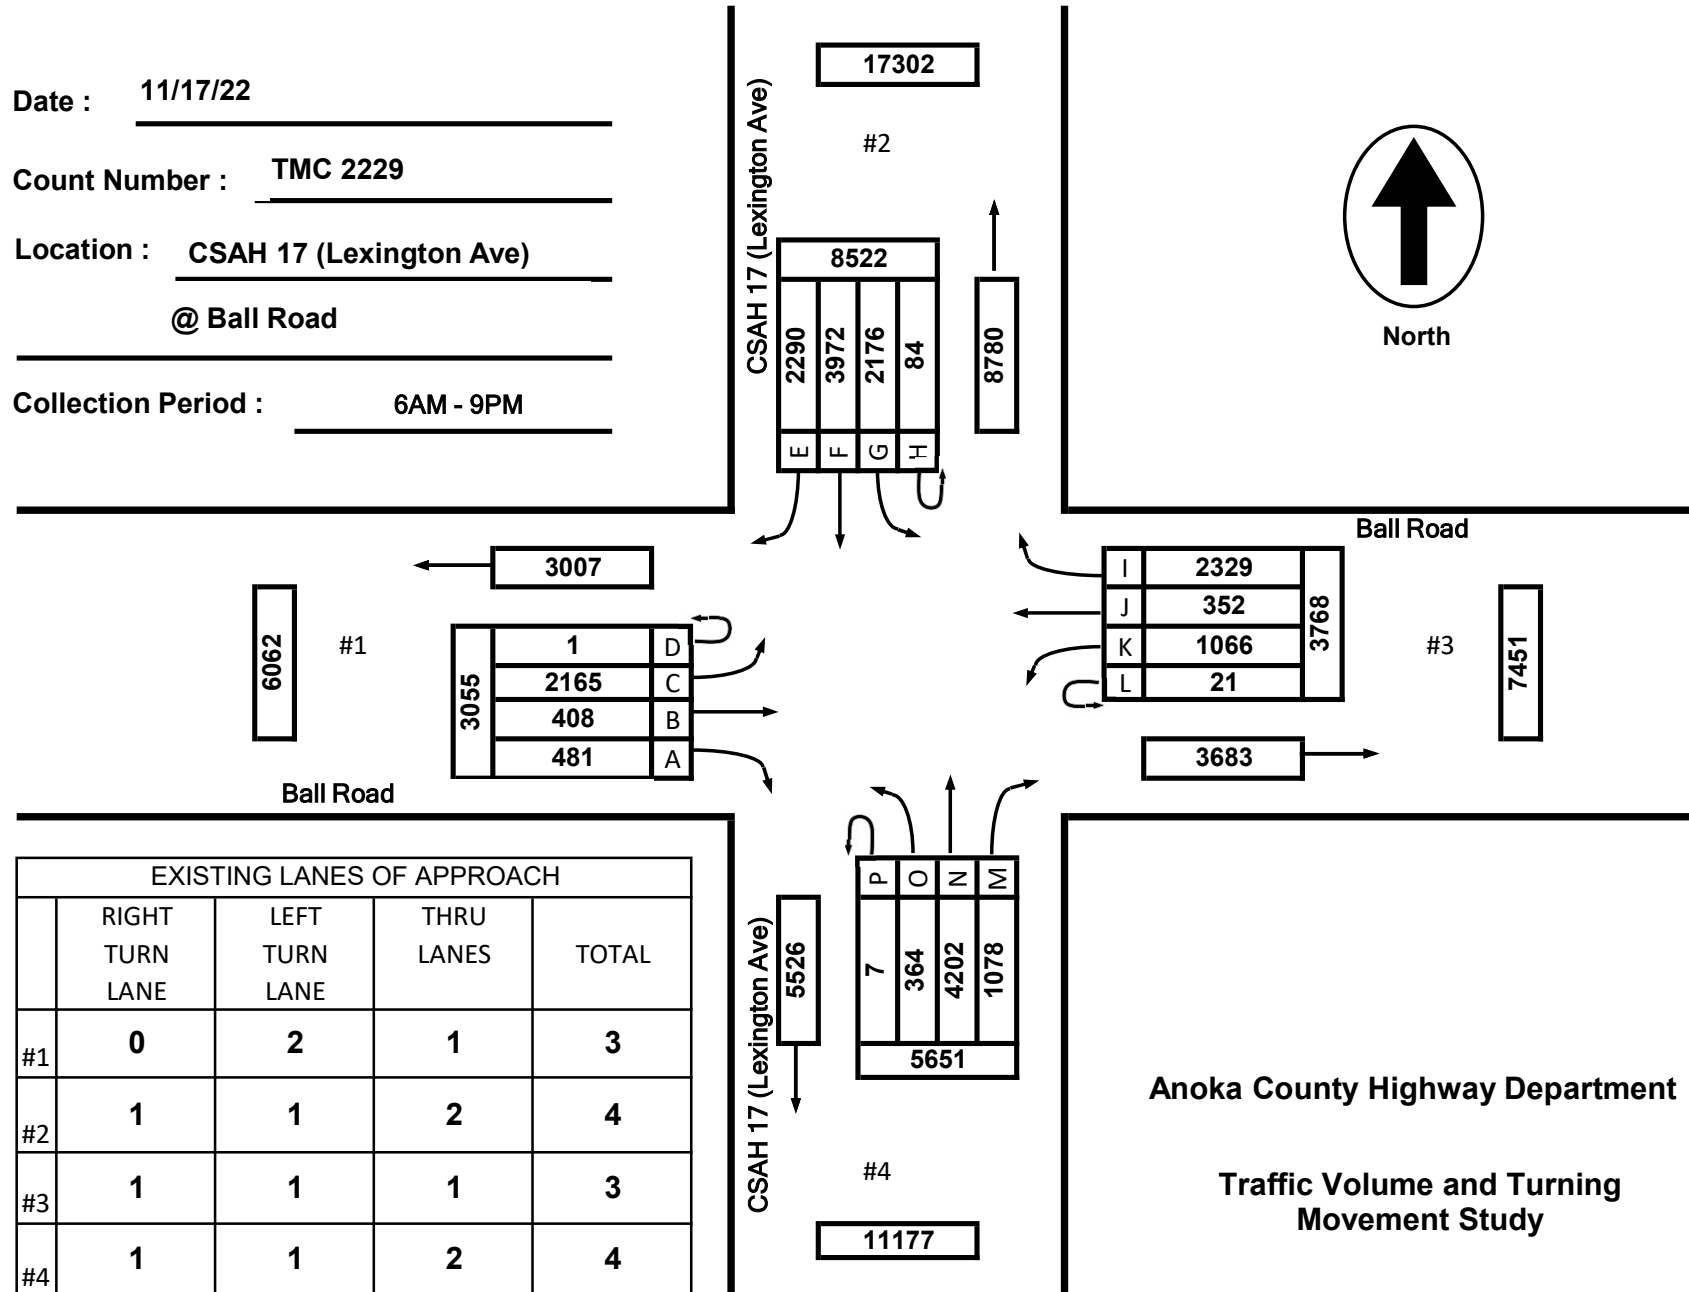 Date : 11/17/22
Count Number : TMC 2229
Location : CSAH 17 (Lexington Ave)
@ Ball Road
Collection Period : 6AM - 9PM
17302
#2
CSAH 17 (Lexington Ave)
8522
2290 3972 2176 84
E F G H
8780
North
Ball Road
3007
6062
#1
3055
1 D
2165 C
408 B
481 A
Ball Road
I 2329
J 352
K 1066
L 21
3768
#3
7451
3683
P O N M
7 364 4202 1078
5651
5526
CSAH 17 (Lexington Ave)
#4
11177
EXISTING LANES OF APPROACH
RIGHT TURN LANE LEFT TURN LANE THRU LANES TOTAL
#1 0 2 1 3
#2 1 1 2 4
#3 1 1 1 3
#4 1 1 2 4
Anoka County Highway Department
Traffic Volume and Turning
Movement Study